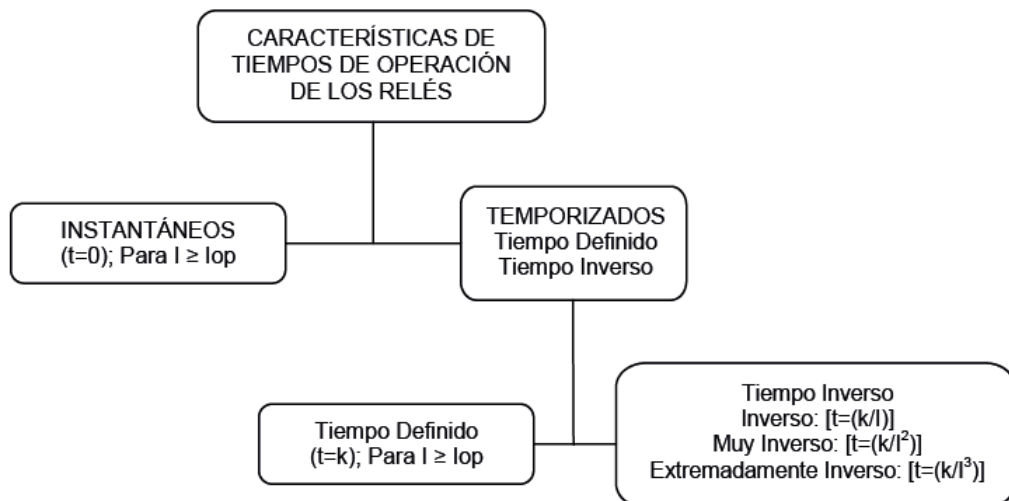 CARACTERÍSTICAS DE
TIEMPOS DE OPERACIÓN
DE LOS RELÉS
INSTANTÁNEOS
(t=0); Para I ≥ Iop
TEMPORIZADOS
Tiempo Definido
Tiempo Inverso
Tiempo Definido
(t=k); Para I ≥ Iop
Tiempo Inverso
Inverso: [t=(k/I)]
Muy Inverso: [t=(k/I²)]
Extremadamente Inverso: [t=(k/I³)]